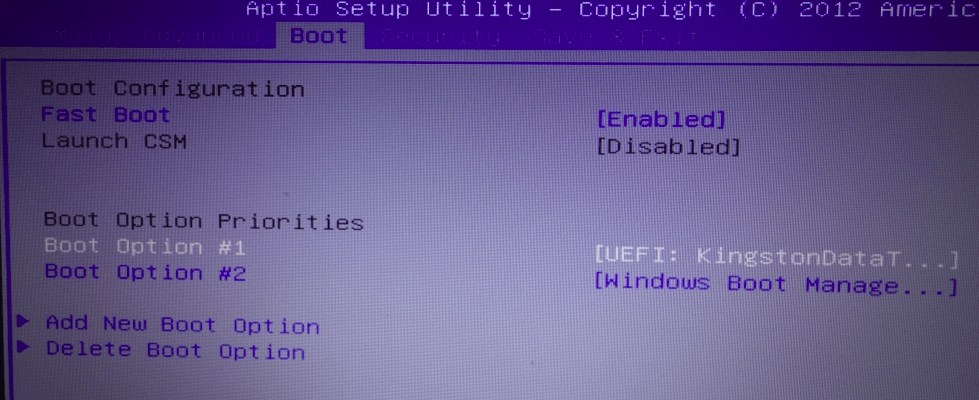 Aptio Setup Utility – Copyright (C) 2012 Americ
Advanced Boot Security Save & Exit
Boot Configuration
Fast Boot [Enabled]
Launch CSM [Disabled]
Boot Option Priorities
Boot Option #1 [UEFI: KingstonDataT...]
Boot Option #2 [Windows Boot Manage...]
Add New Boot Option
Delete Boot Option